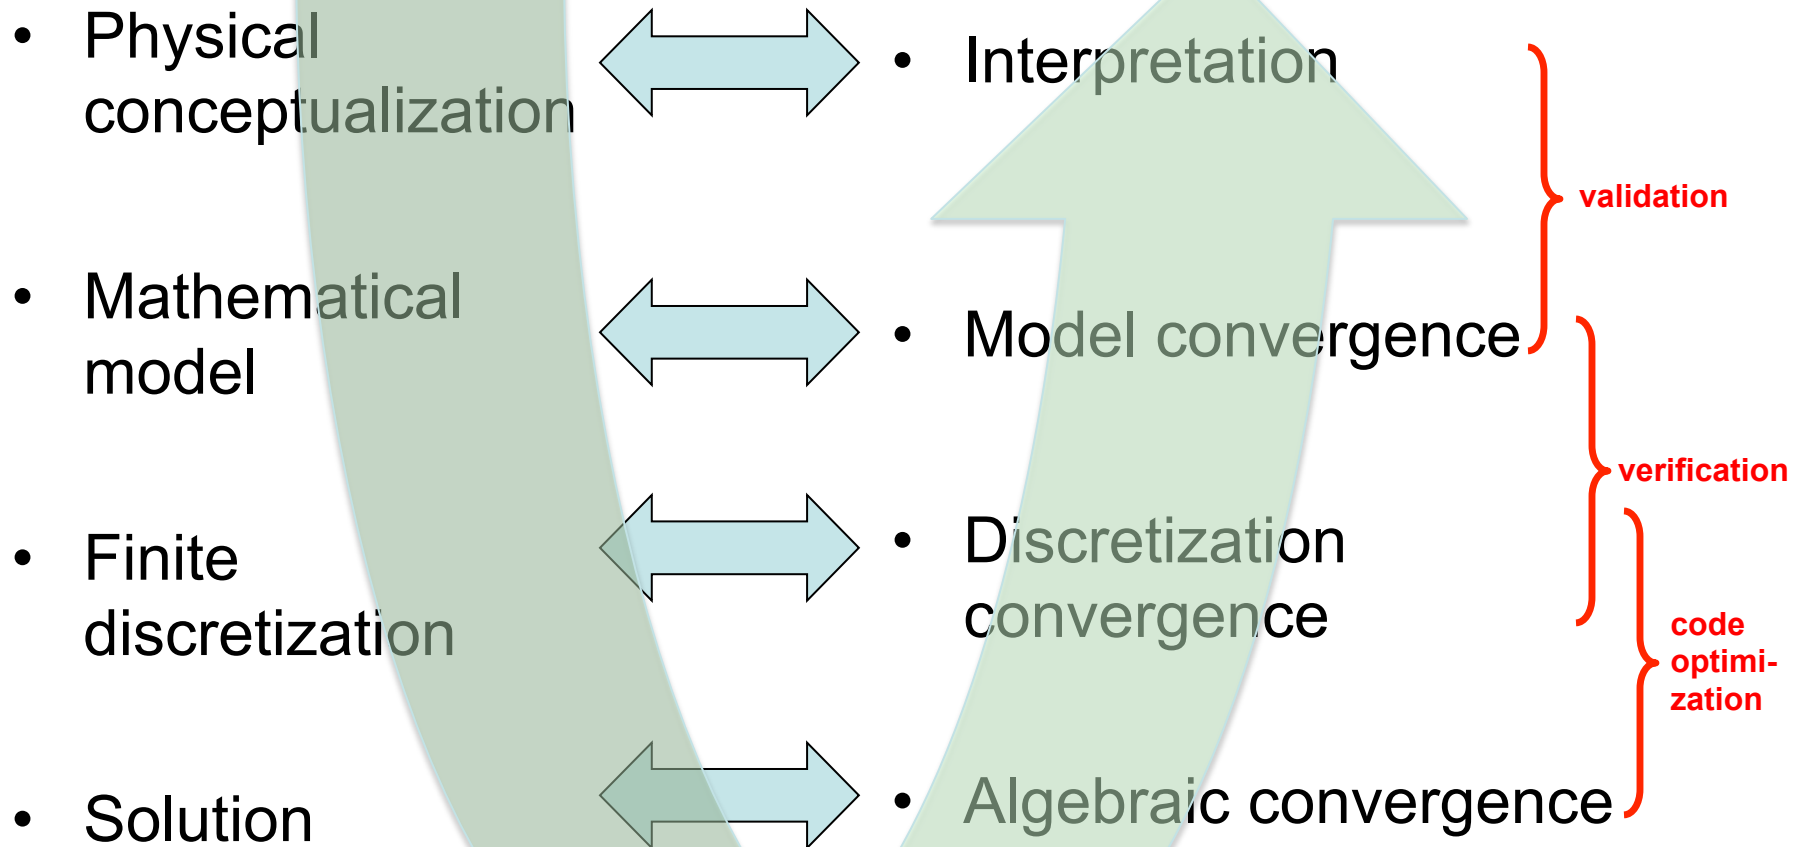 • Physical
conceptualization
• Interpretation
validation
• Mathematical
model
• Model convergence
verification
• Finite
discretization
• Discretization
convergence
code
optimi-
zation
• Solution
• Algebraic convergence